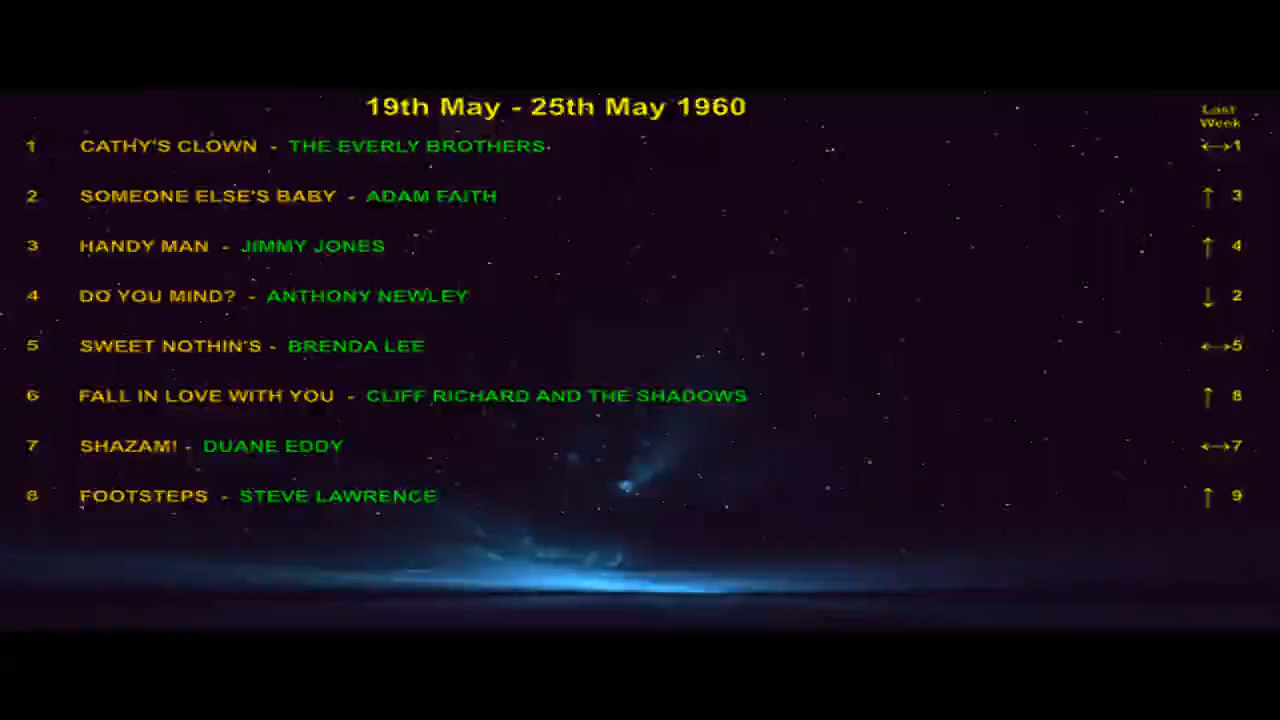 19th May - 25th May 1960
Last
Week
1 CATHY'S CLOWN - THE EVERLY BROTHERS ↔1
2 SOMEONE ELSE'S BABY - ADAM FAITH ↑ 3
3 HANDY MAN - JIMMY JONES ↑ 4
4 DO YOU MIND? - ANTHONY NEWLEY ↓ 2
5 SWEET NOTHIN'S - BRENDA LEE ↔5
6 FALL IN LOVE WITH YOU - CLIFF RICHARD AND THE SHADOWS ↑ 8
7 SHAZAM! - DUANE EDDY ↔7
8 FOOTSTEPS - STEVE LAWRENCE ↑ 9